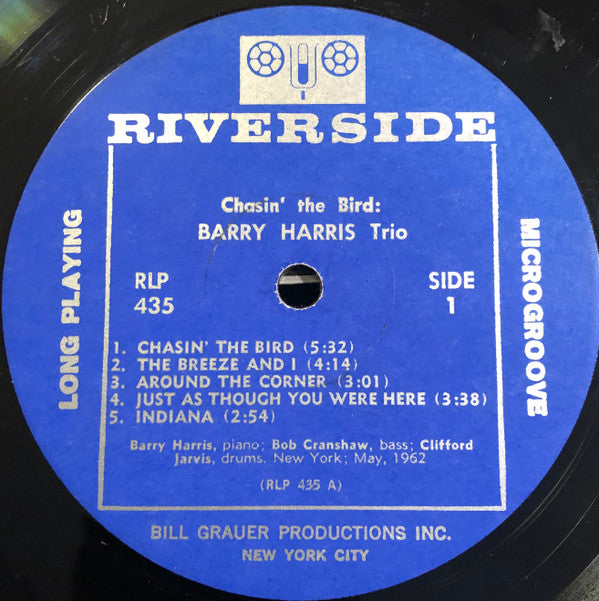 RIVERSIDE
LONG PLAYING
MICROGROOVE
Chasin' the Bird:
BARRY HARRIS Trio
RLP
435
SIDE
1
1. CHASIN' THE BIRD (5:32)
2. THE BREEZE AND I (4:14)
3. AROUND THE CORNER (3:01)
4. JUST AS THOUGH YOU WERE HERE (3:38)
5. INDIANA (2:54)
Barry Harris, piano; Bob Cranshaw, bass; Clifford
Jarvis, drums. New York; May, 1962
(RLP 435 A)
BILL GRAUER PRODUCTIONS INC.
NEW YORK CITY